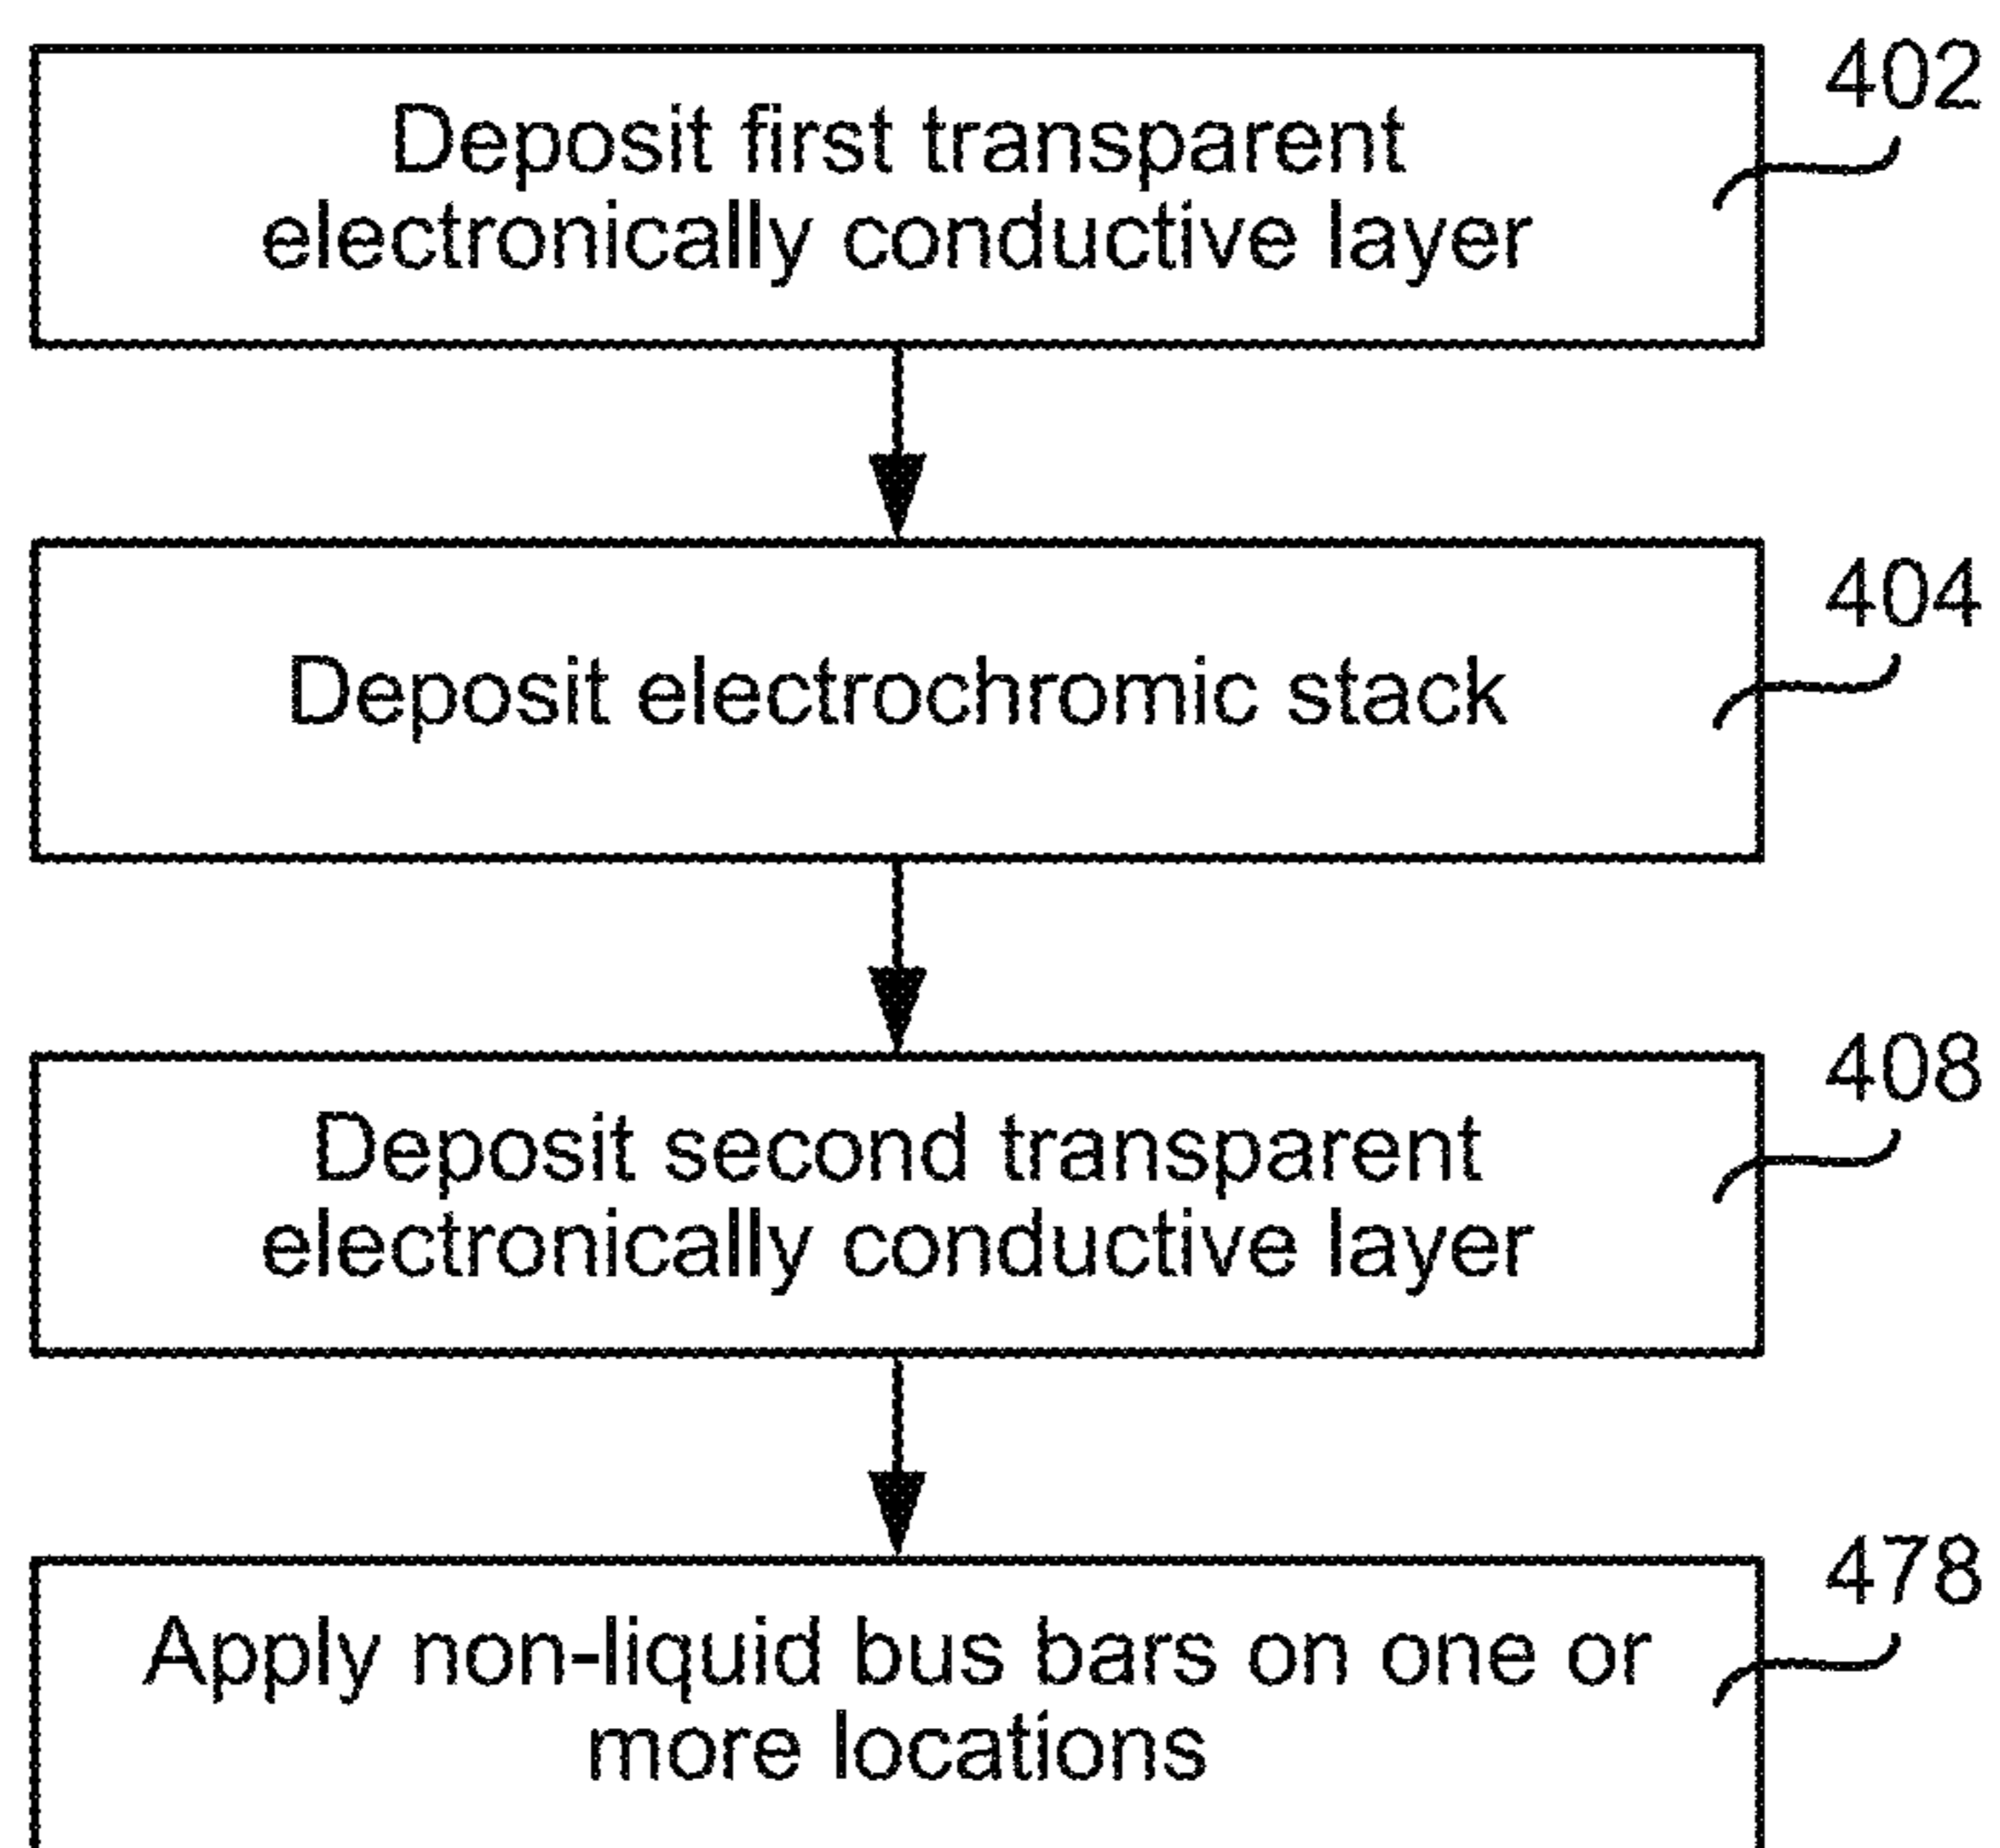 402
Deposit first transparent
electronically conductive layer
404
Deposit electrochromic stack
408
Deposit second transparent
electronically conductive layer
478
Apply non-liquid bus bars on one or
more locations